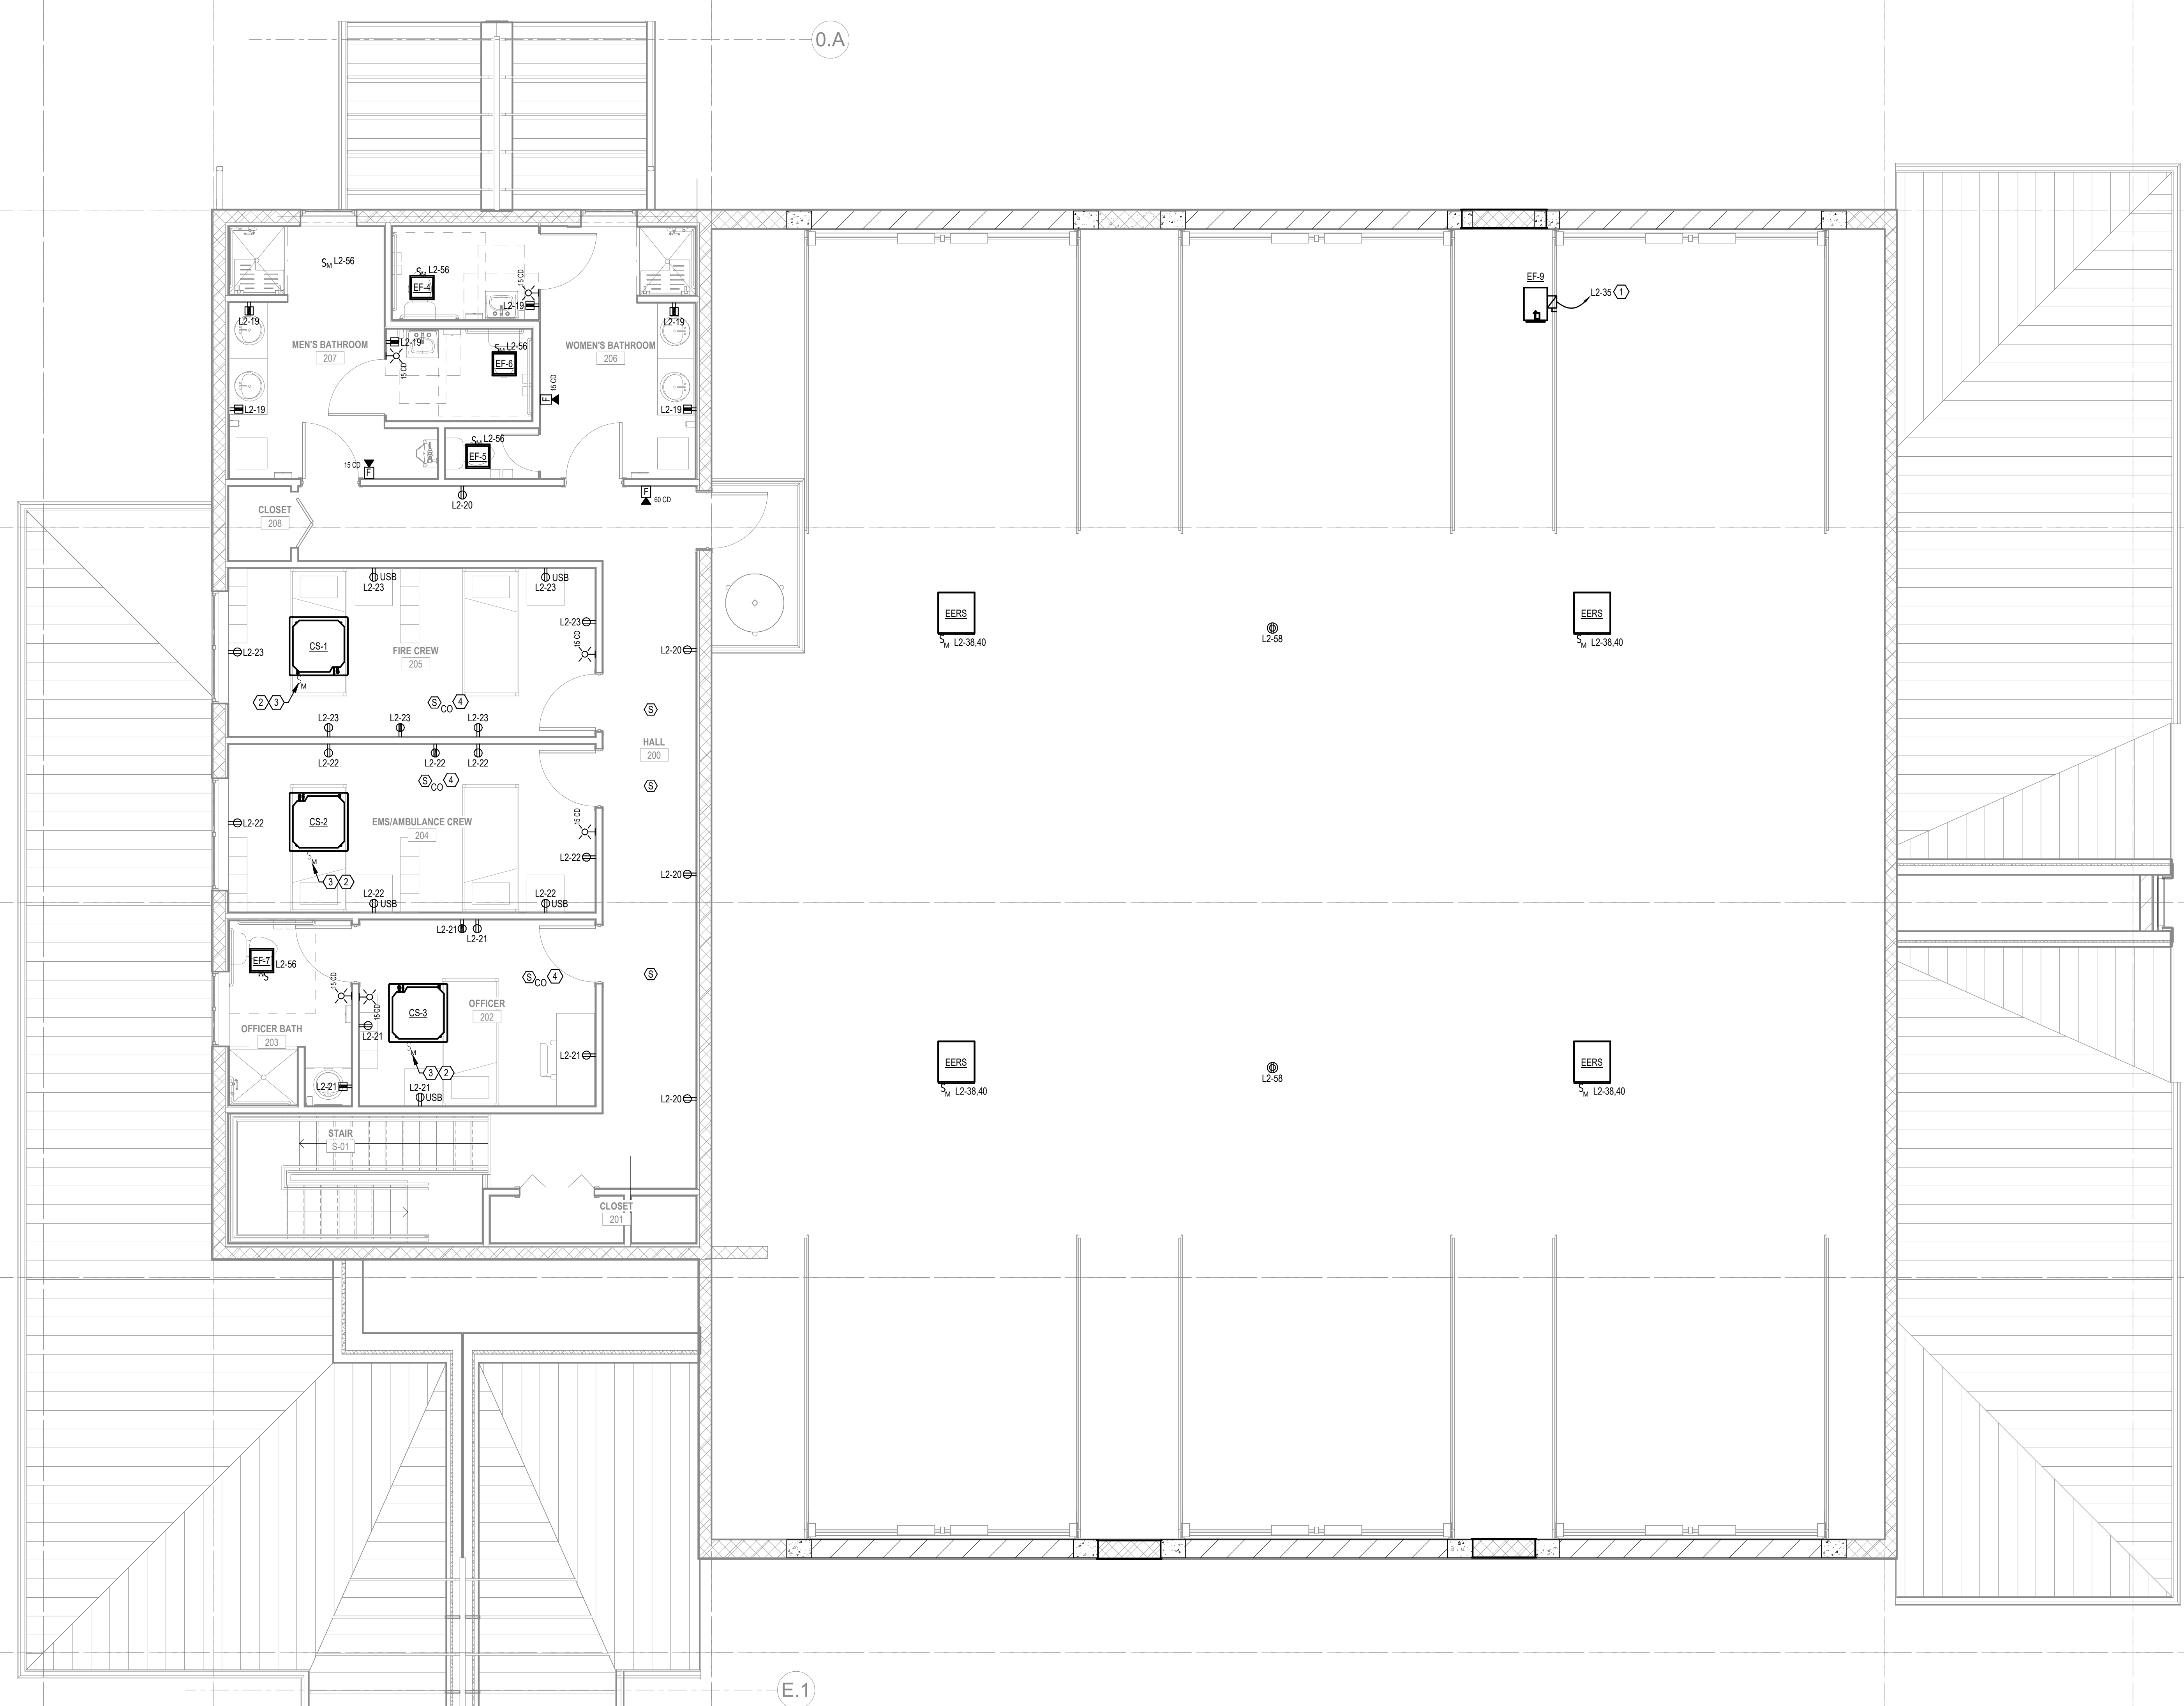 0.A
S M L2-56
S M L2-56
EF-4
15 CD
L2-19
L2-19
L2-19
EF-9
L2-35 1
MEN'S BATHROOM
207
L2-19
15 CD
S M L2-56
EF-6
WOMEN'S BATHROOM
206
F 15 CD
L2-19
L2-19
S M L2-56
EF-5
15 CD F
L2-20
F 60 CD
CLOSET
208
USB
L2-23
USB
L2-23
L2-23
15 CD
L2-23
CS-1
FIRE CREW
205
S M
2 3
S CO 4
L2-23
L2-23
L2-23
L2-20
S
HALL
200
EERS
S M L2-38,40
L2-58
EERS
S M L2-38,40
L2-22
L2-22
L2-22
S CO 4
S
L2-22
CS-2
EMS/AMBULANCE CREW
204
15 CD
L2-22
S M
3 2
L2-22
USB
L2-22
USB
L2-20
L2-21
L2-21
EF-7
L2-56
S M
15 CD
15 CD
S CO 4
S
OFFICER
202
CS-3
L2-21
S M
3 2
L2-21
OFFICER BATH
203
L2-21
L2-21
USB
L2-20
EERS
S M L2-38,40
L2-58
EERS
S M L2-38,40
STAIR
S-01
CLOSET
201
E.1